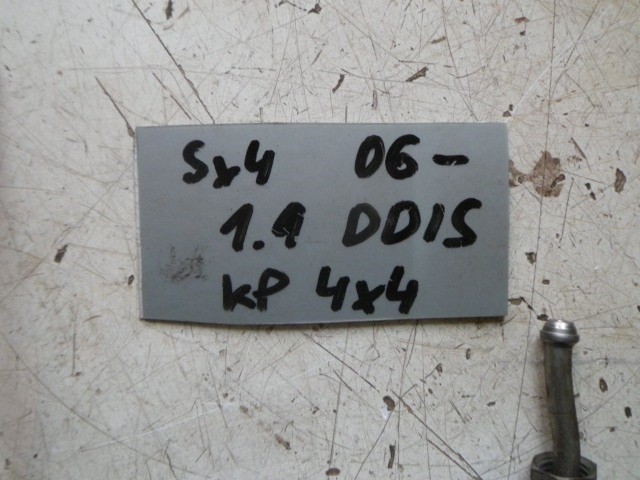 Sx4 06-
1.9 DDIS
KP 4x4